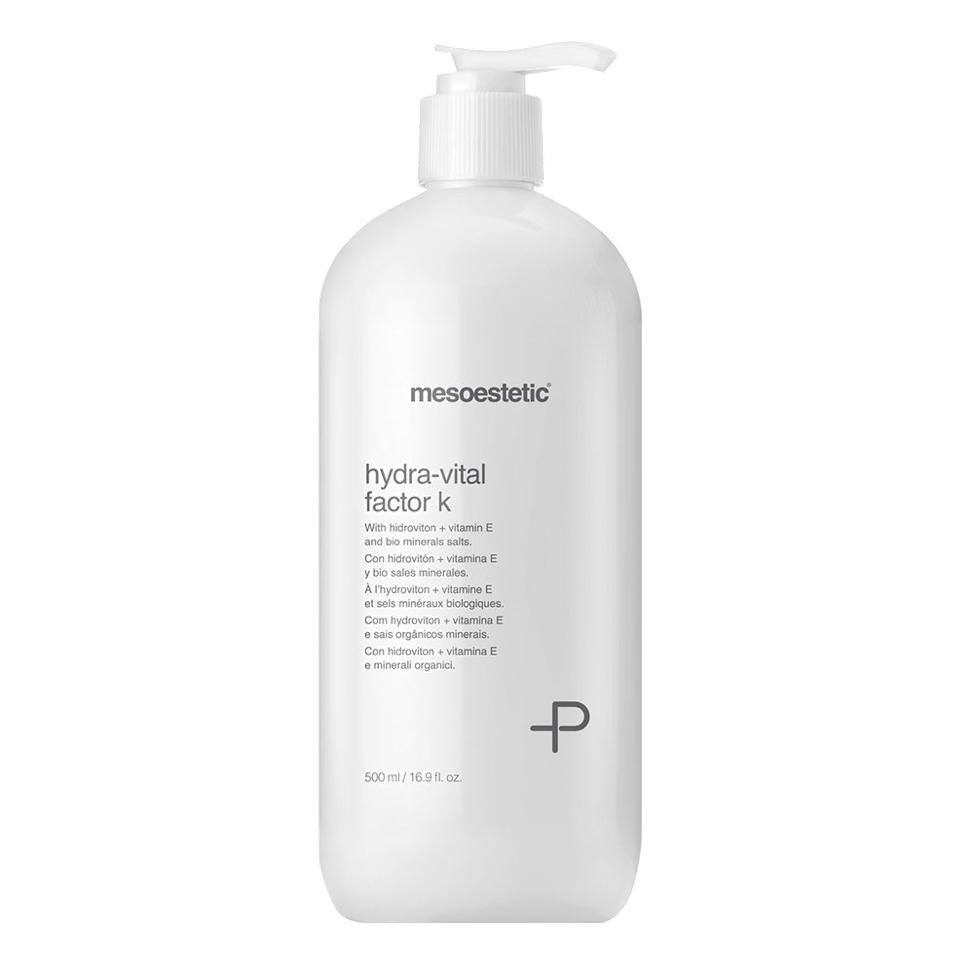 mesoestetic®
hydra-vital
factor k
With hidroviton + vitamin E
and bio minerals salts.
Con hidrovitón + vitamina E
y bio sales minerales.
À l'hydroviton + vitamine E
et sels minéraux biologiques.
Com hydroviton + vitamina E
e sais orgânicos minerais.
Con hidroviton + vitamina E
e minerali organici.
P
500 ml / 16.9 fl. oz.